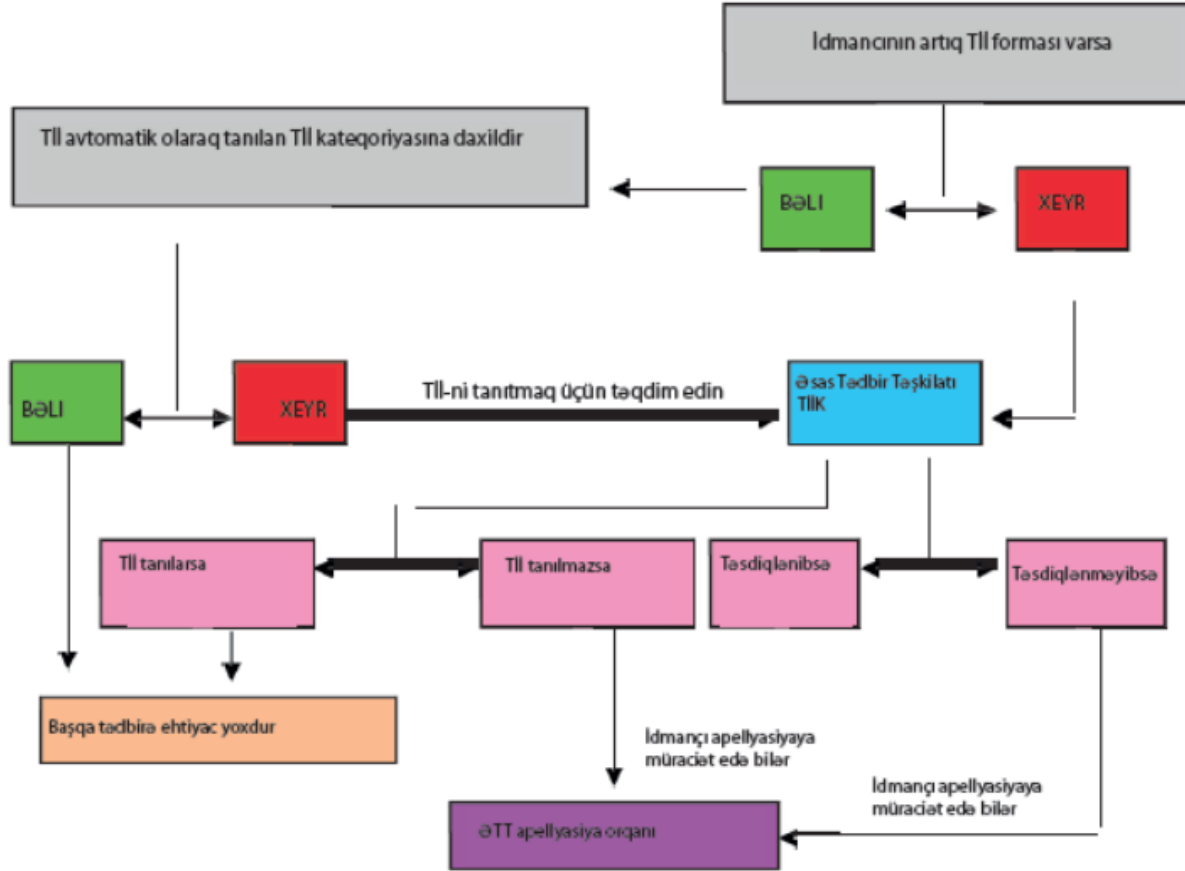 İdmancının artıq Tİİ forması varsa
Tİİ avtomatik olaraq tanılan Tİİ kateqoriyasına daxildir
BƏLI
XEYR
BƏLI
XEYR
Tİİ-ni tanıtmaq üçün təqdim edin
Əsas Tədbir Təşkilatı
TİİK
Tİİ tanılarsa
Tİİ tanılmazsa
Təsdiqlənibsə
Təsdiqlənməyibsə
Başqa tədbirə ehtiyac yoxdur
İdmançı apellyasiyaya
müraciət edə bilər
İdmançı apellyasiyaya
müraciət edə bilər
ƏTT apellyasiya orqanı